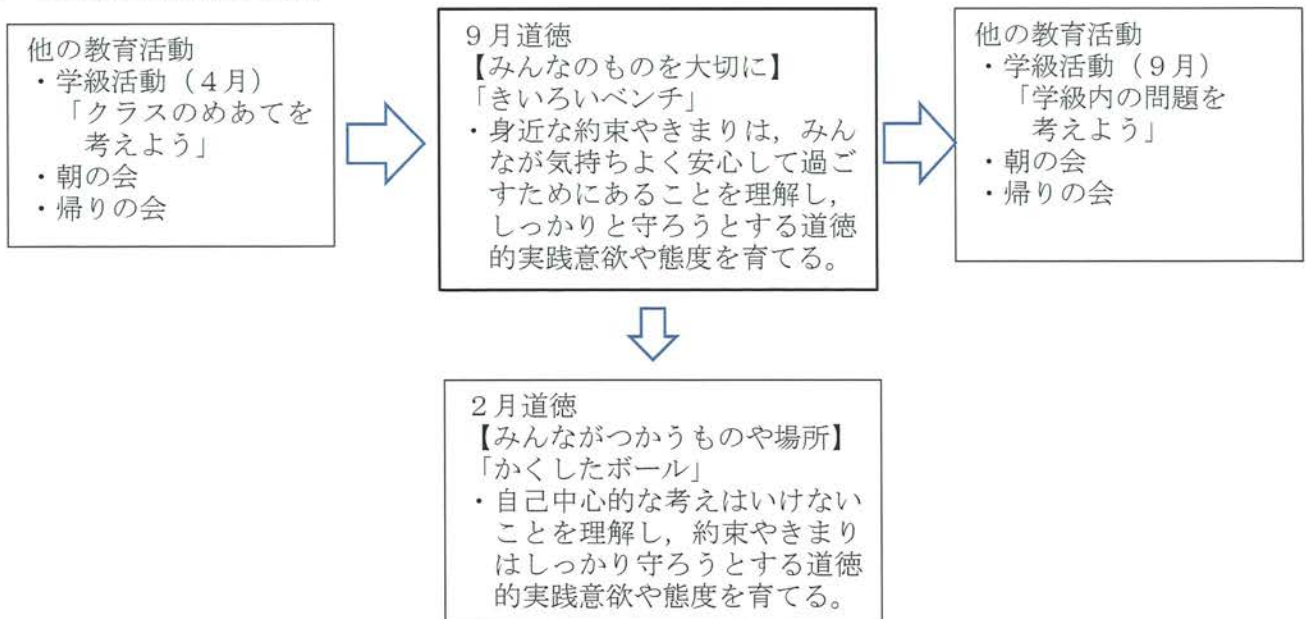 他の教育活動
・学級活動（４月）
「クラスのめあてを
考えよう」
・朝の会
・帰りの会
９月道徳
【みんなのものを大切に】
「きいろいベンチ」
・身近な約束やきまりは，みん
なが気持ちよく安心して過ご
すためにあることを理解し，
しっかりと守ろうとする道徳
的実践意欲や態度を育てる。
他の教育活動
・学級活動（９月）
「学級内の問題を
考えよう」
・朝の会
・帰りの会
２月道徳
【みんながつかうものや場所】
「かくしたボール」
・自己中心的な考えはいけない
ことを理解し，約束やきまり
はしっかり守ろうとする道徳
的実践意欲や態度を育てる。